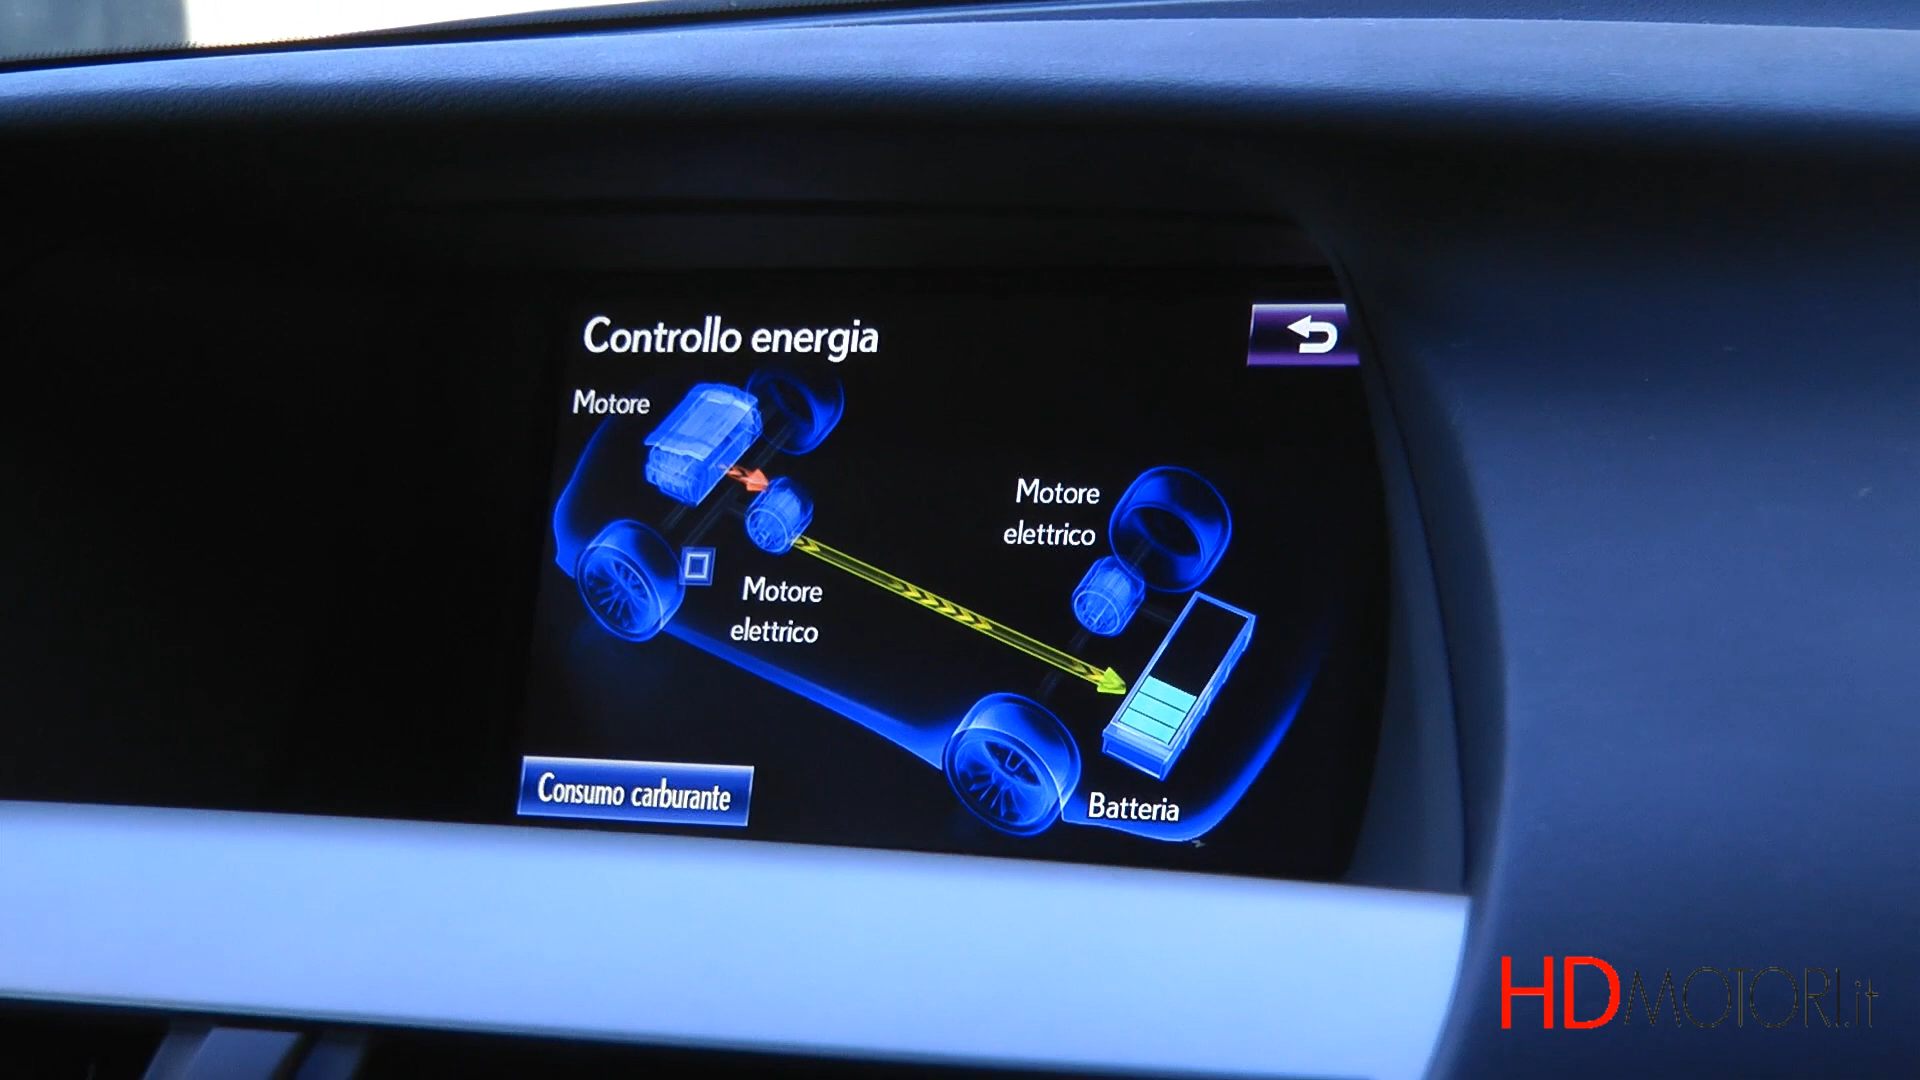 Controllo energia
Motore
Motore
elettrico
Motore
elettrico
Batteria
Consumo carburante
HDMOTORI.it